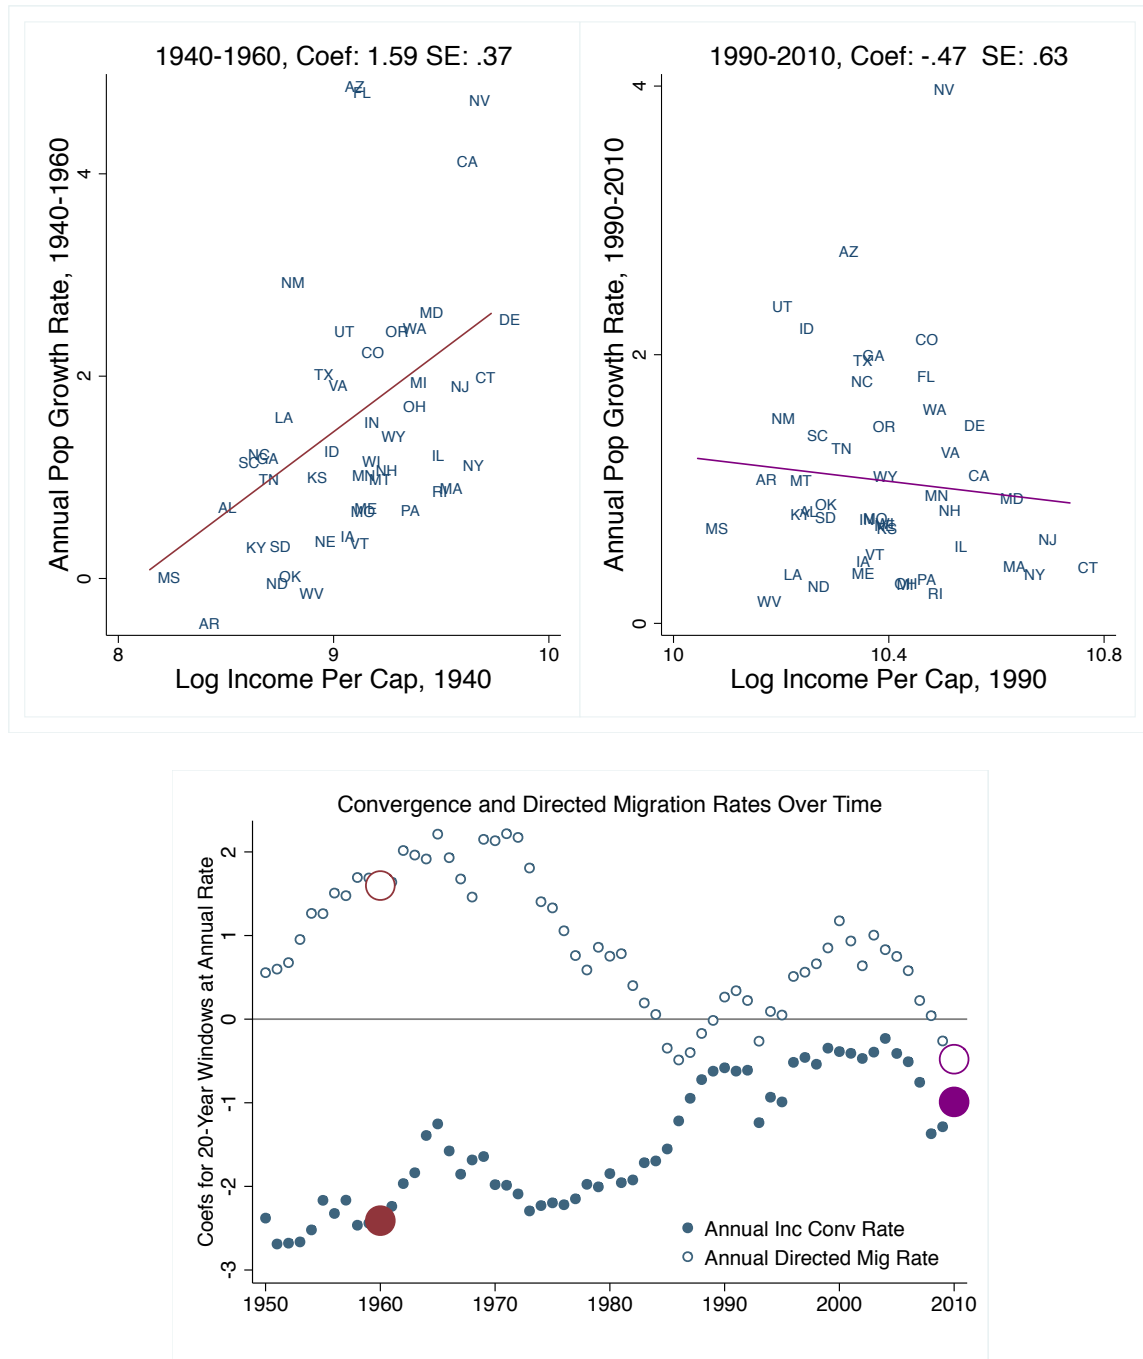 1940-1960, Coef: 1.59 SE: .37
Annual Pop Growth Rate, 1940-1960
4
2
0
AZ
FL
NV
CA
NM
MD
DE
UT
OR
WA
CO
TX
VA
MI
NJ
CT
OH
LA
IN
WY
NC
SC
GA
ID
WI
IL
NY
TN
KS
MN
NH
MT
RI
MA
AL
ME
MO
PA
KY
SD
NE
IA
VT
MS
ND
OK
WV
AR
8
9
10
Log Income Per Cap, 1940
1990-2010, Coef: -.47 SE: .63
Annual Pop Growth Rate, 1990-2010
4
2
0
NV
AZ
UT
ID
CO
TX
GA
NC
FL
WA
NM
OR
DE
SC
TN
VA
AR
MT
WY
CA
MN
MD
OK
KY
AL
SD
NH
MS
MO
KS
NJ
VT
IL
IA
ME
LA
ND
OH
MI
PA
RI
MA
NY
CT
WV
10
10.4
10.8
Log Income Per Cap, 1990
Convergence and Directed Migration Rates Over Time
Coefs for 20-Year Windows at Annual Rate
2
1
0
-1
-2
-3
Annual Inc Conv Rate
Annual Directed Mig Rate
1950
1960
1970
1980
1990
2000
2010